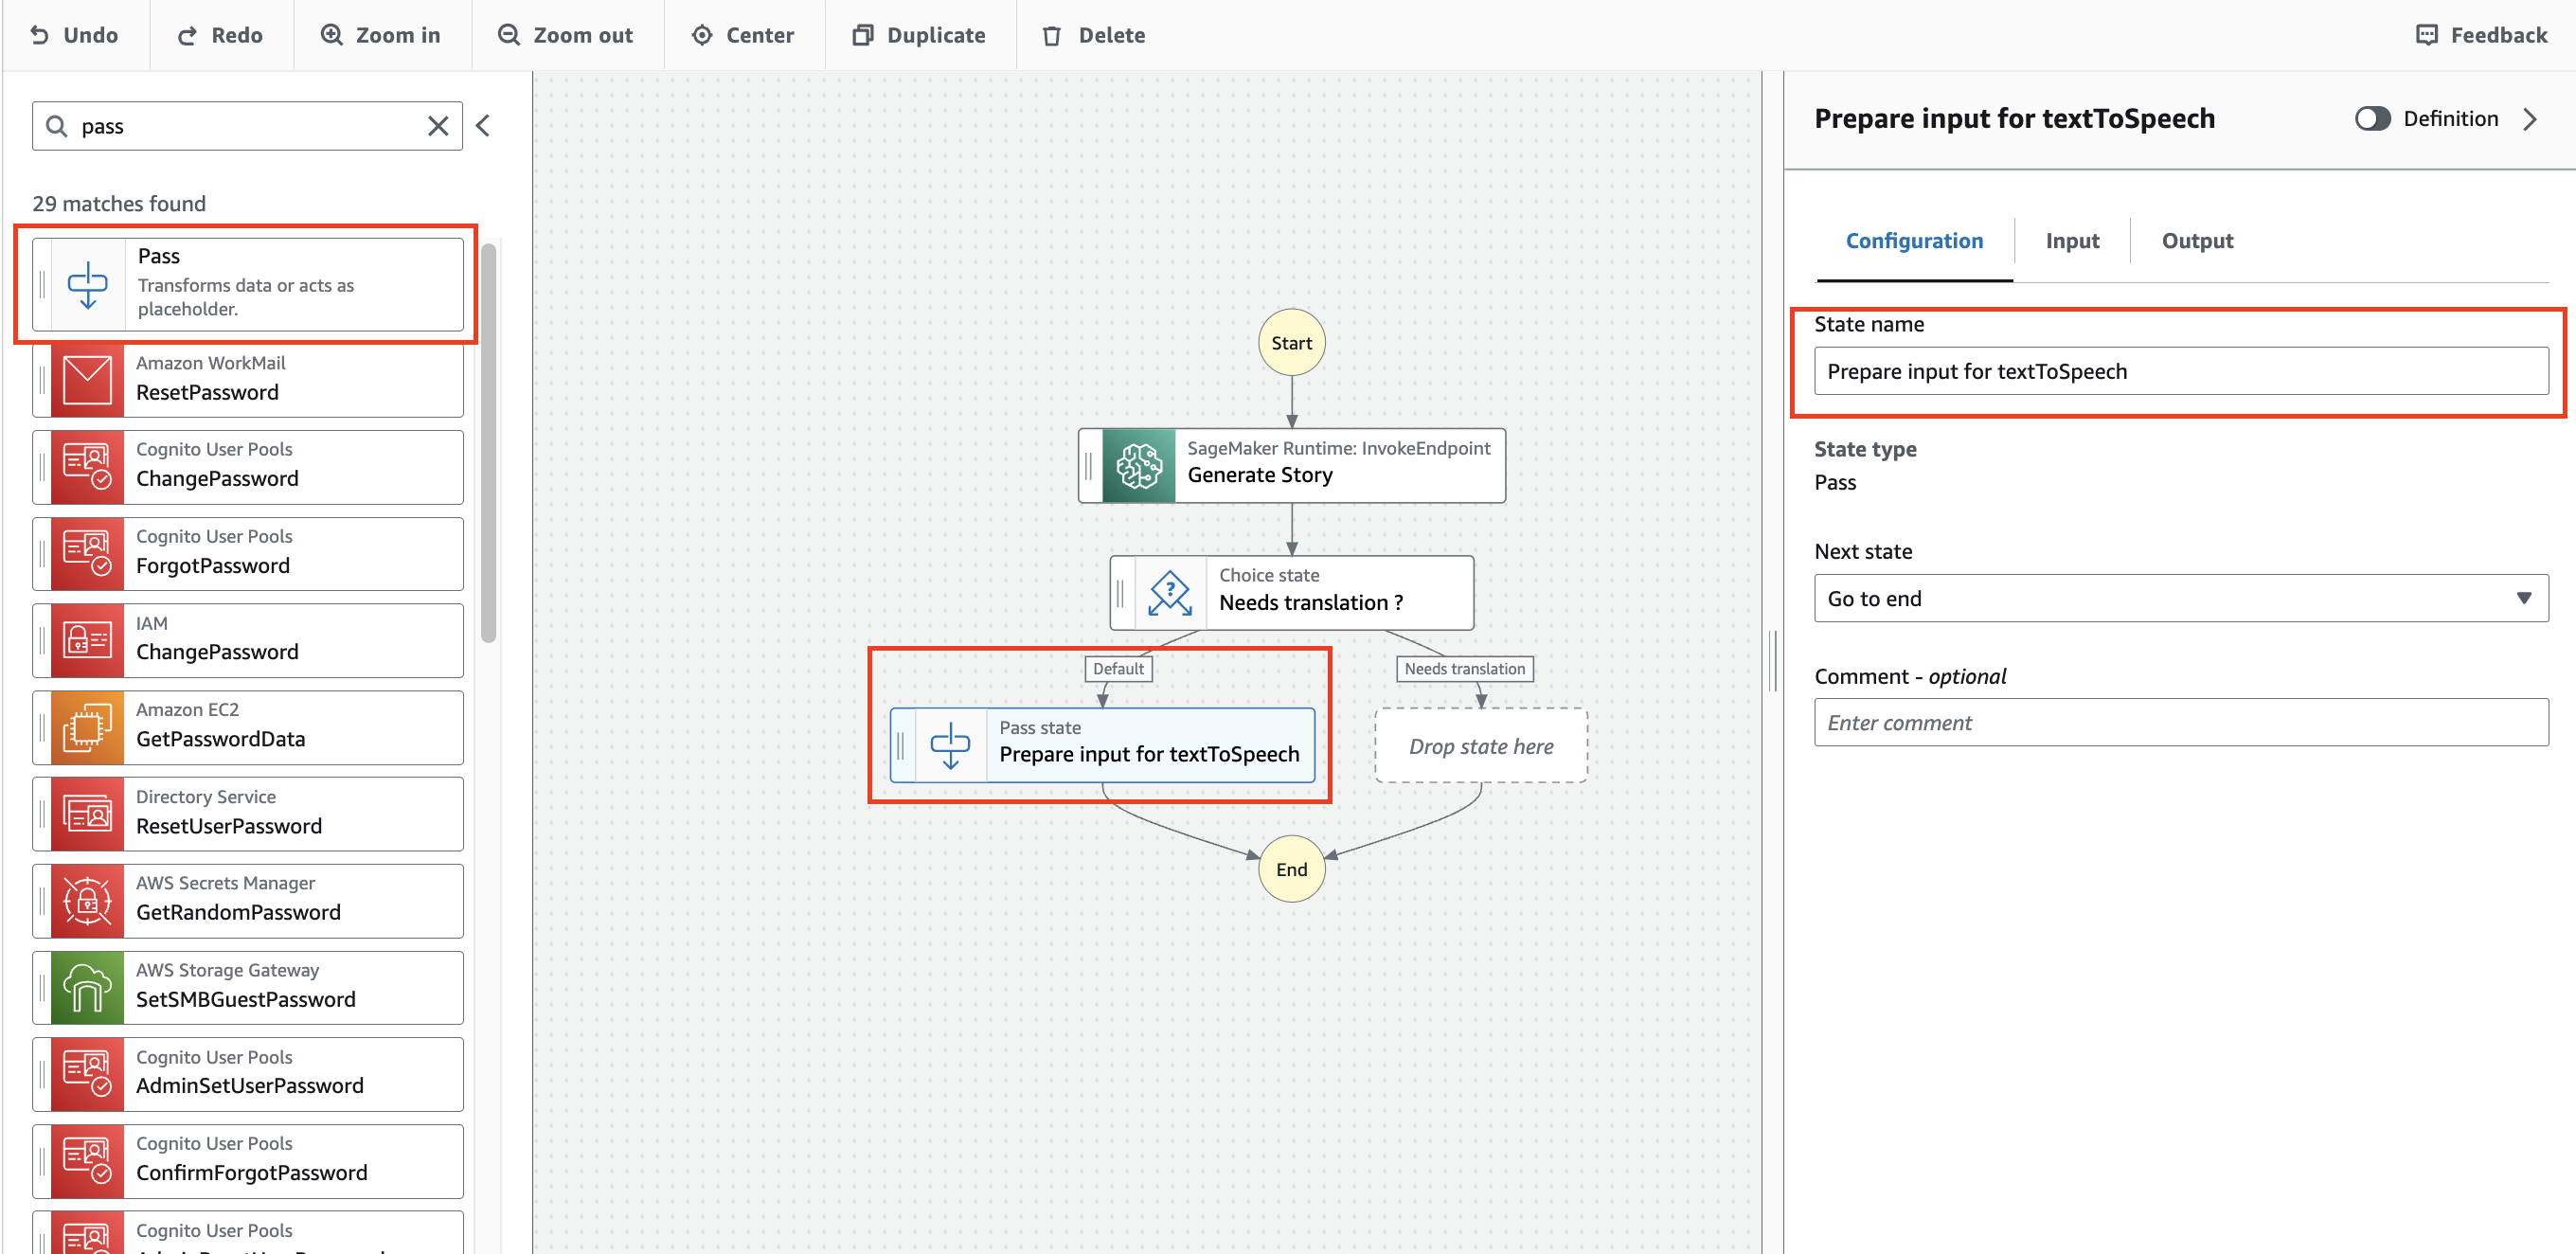 Undo
Redo
Zoom in
Zoom out
Center
Duplicate
Delete
Feedback
pass
29 matches found
Pass
Transforms data or acts as
placeholder.
Amazon WorkMail
ResetPassword
Cognito User Pools
ChangePassword
Cognito User Pools
ForgotPassword
IAM
ChangePassword
Amazon EC2
GetPasswordData
Directory Service
ResetUserPassword
AWS Secrets Manager
GetRandomPassword
AWS Storage Gateway
SetSMBGuestPassword
Cognito User Pools
AdminSetUserPassword
Cognito User Pools
ConfirmForgotPassword
Cognito User Pools
Start
SageMaker Runtime: InvokeEndpoint
Generate Story
Choice state
Needs translation ?
Default
Needs translation
Pass state
Prepare input for textToSpeech
Drop state here
End
Prepare input for textToSpeech
Definition
Configuration
Input
Output
State name
Prepare input for textToSpeech
State type
Pass
Next state
Go to end
Comment - optional
Enter comment